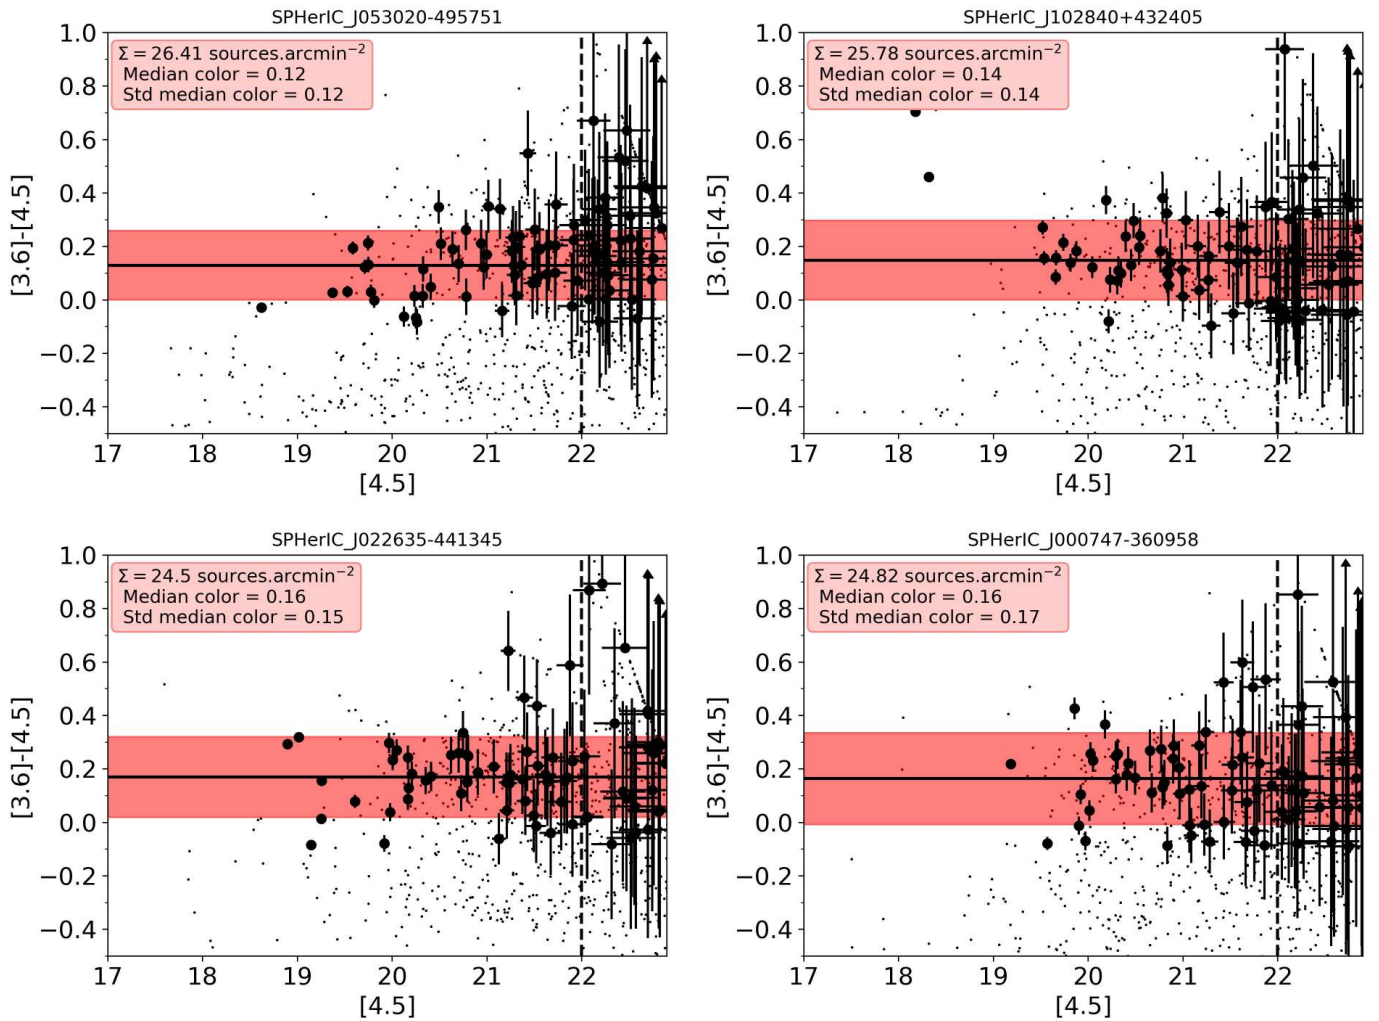 SPHerIC_J053020-495751
Σ = 26.41 sources.arcmin⁻²
Median color = 0.12
Std median color = 0.12
1.0
0.8
0.6
0.4
0.2
0.0
−0.2
−0.4
[3.6]-[4.5]
17 18 19 20 21 22
[4.5]
SPHerIC_J102840+432405
Σ = 25.78 sources.arcmin⁻²
Median color = 0.14
Std median color = 0.14
1.0
0.8
0.6
0.4
0.2
0.0
−0.2
−0.4
[3.6]-[4.5]
17 18 19 20 21 22
[4.5]
SPHerIC_J022635-441345
Σ = 24.5 sources.arcmin⁻²
Median color = 0.16
Std median color = 0.15
1.0
0.8
0.6
0.4
0.2
0.0
−0.2
−0.4
[3.6]-[4.5]
17 18 19 20 21 22
[4.5]
SPHerIC_J000747-360958
Σ = 24.82 sources.arcmin⁻²
Median color = 0.16
Std median color = 0.17
1.0
0.8
0.6
0.4
0.2
0.0
−0.2
−0.4
[3.6]-[4.5]
17 18 19 20 21 22
[4.5]